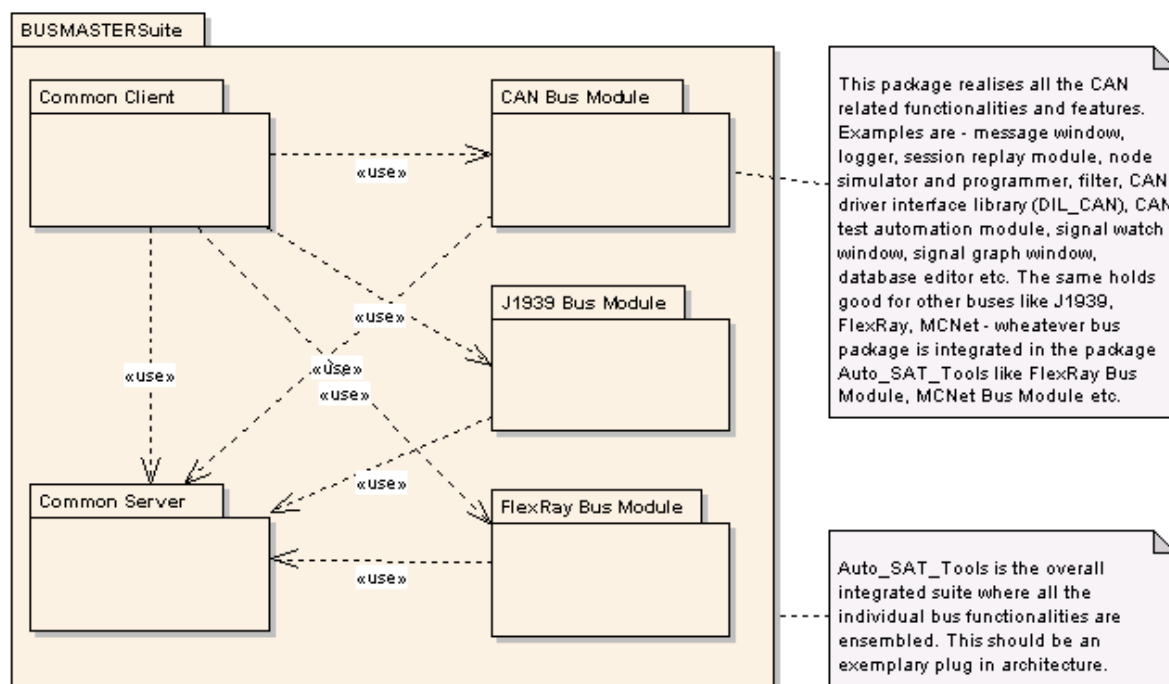 BUSMASTERSuite
Common Client
CAN Bus Module
«use»
J1939 Bus Module
«use»
«use»
«use»
«use»
Common Server
«use»
FlexRay Bus Module
«use»
This package realises all the CAN
related functionalities and features.
Examples are - message window,
logger, session replay module, node
simulator and programmer, filter, CAN
driver interface library (DIL_CAN), CAN
test automation module, signal watch
window, signal graph window,
database editor etc. The same holds
good for other buses like J1939,
FlexRay, MCNet - wheatever bus
package is integrated in the package
Auto_SAT_Tools like FlexRay Bus
Module, MCNet Bus Module etc.
Auto_SAT_Tools is the overall
integrated suite where all the
individual bus functionalities are
ensembled. This should be an
exemplary plug in architecture.